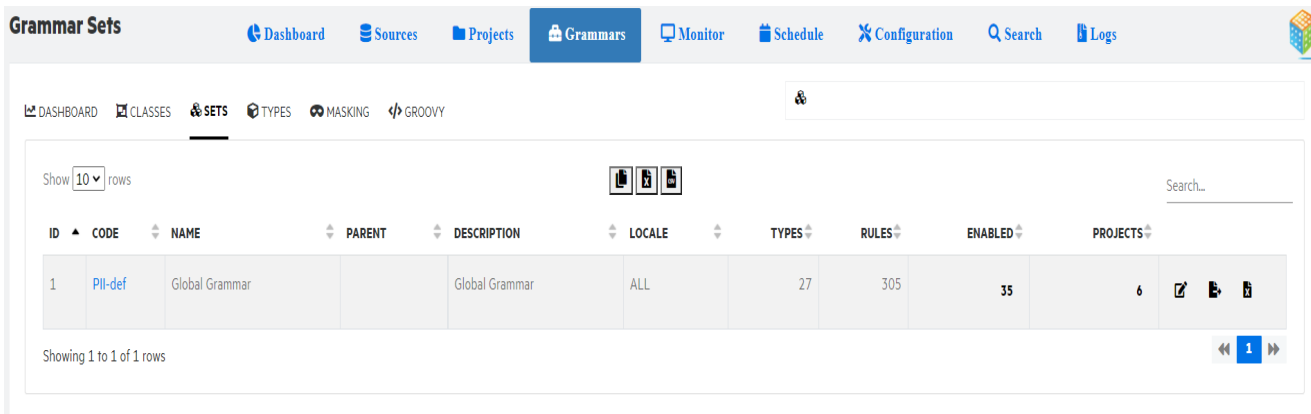 Grammar Sets
Dashboard Sources Projects Grammars Monitor Schedule Configuration Search Logs
DASHBOARD CLASSES SETS TYPES MASKING GROOVY
Show 10 rows
Search...
ID CODE NAME PARENT DESCRIPTION LOCALE TYPES RULES ENABLED PROJECTS
1 PII-def Global Grammar Global Grammar ALL 27 305 35 6
Showing 1 to 1 of 1 rows
1